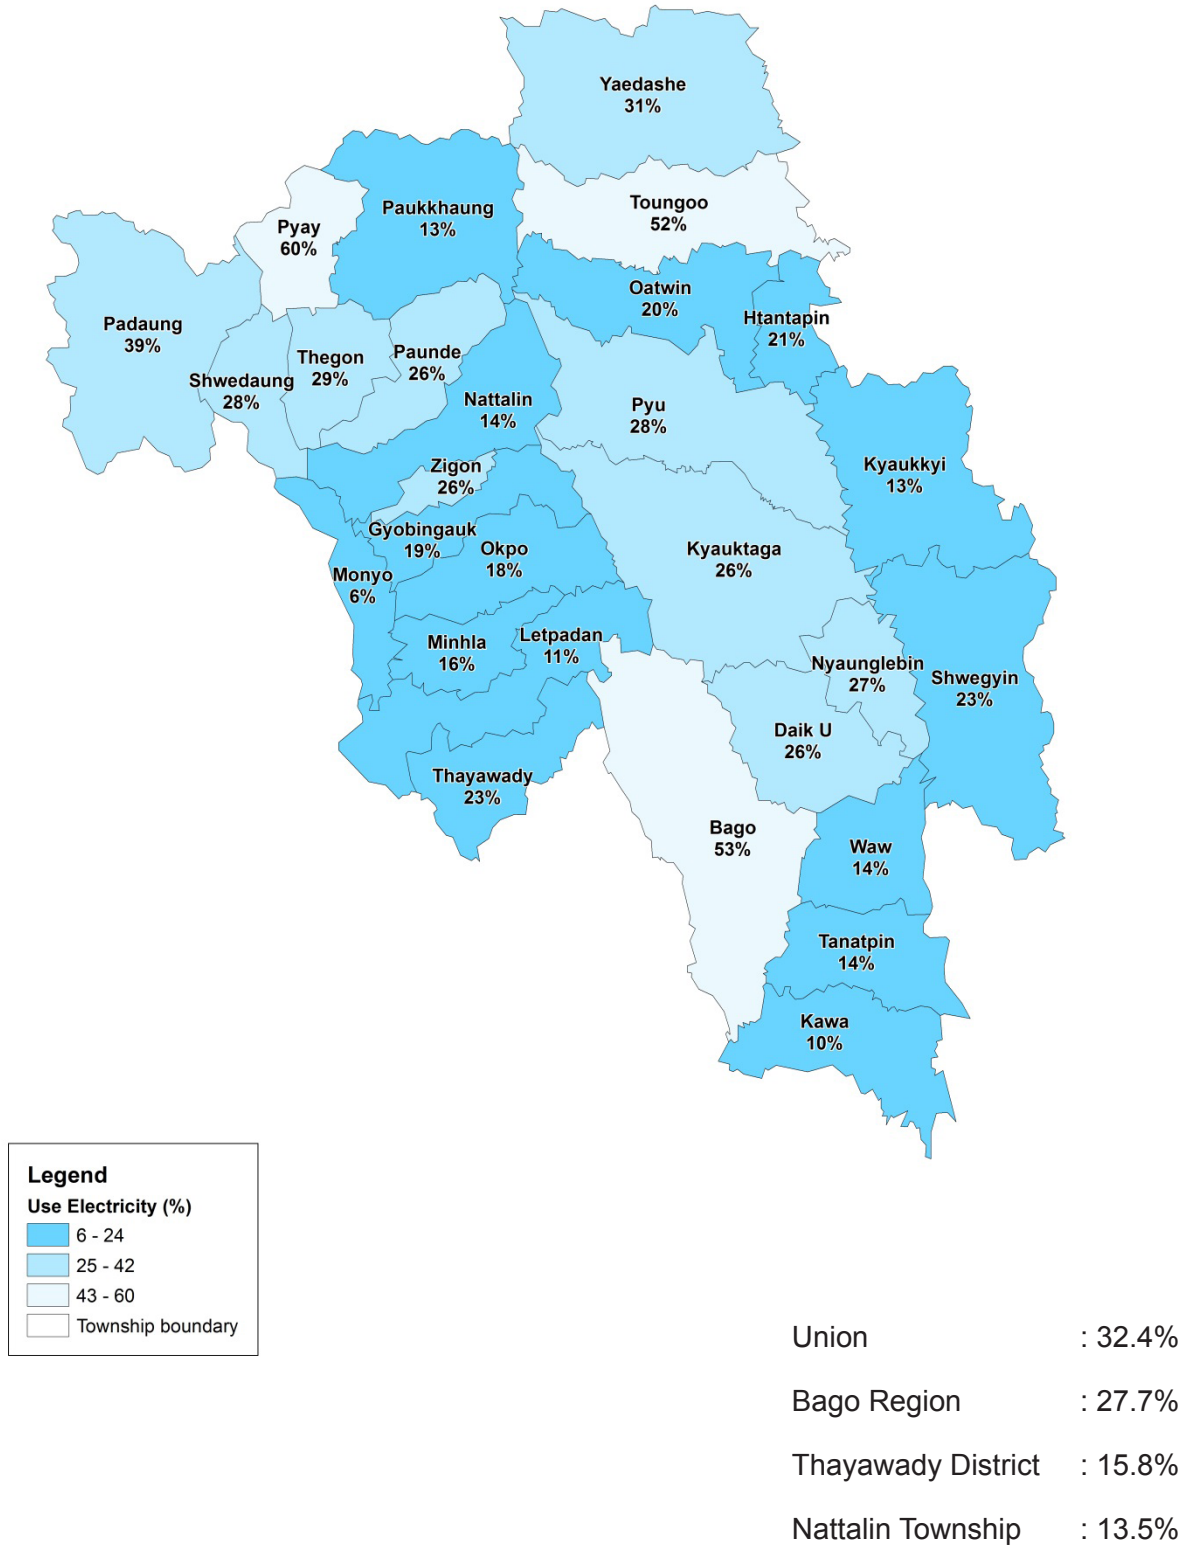 Yaedashe
31%
Toungoo
52%
Paukkhaung
13%
Pyay
60%
Oatwin
20%
Htantapin
21%
Padaung
39%
Shwedaung
28%
Thegon
29%
Paunde
26%
Nattalin
14%
Pyu
28%
Kyaukkyi
13%
Zigon
26%
Gyobingauk
19%
Okpo
18%
Kyauktaga
26%
Monyo
6%
Minhla
16%
Letpadan
11%
Nyaunglebin
27%
Shwegyin
23%
Daik U
26%
Thayawady
23%
Bago
53%
Waw
14%
Tanatpin
14%
Kawa
10%
Legend
Use Electricity (%)
6 - 24
25 - 42
43 - 60
Township boundary
Union : 32.4%
Bago Region : 27.7%
Thayawady District : 15.8%
Nattalin Township : 13.5%